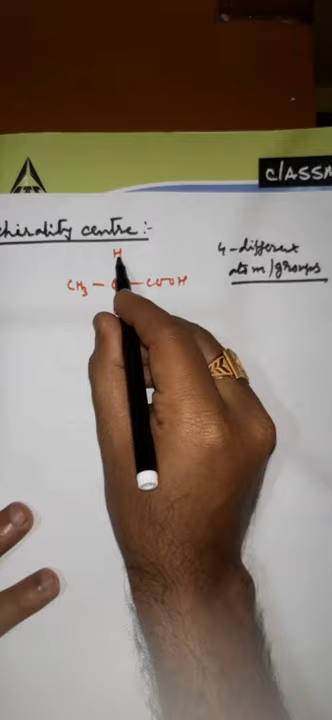 CLASSM
chirality centre :-
4-different
atom/groups
H
CH3 - C - COOH